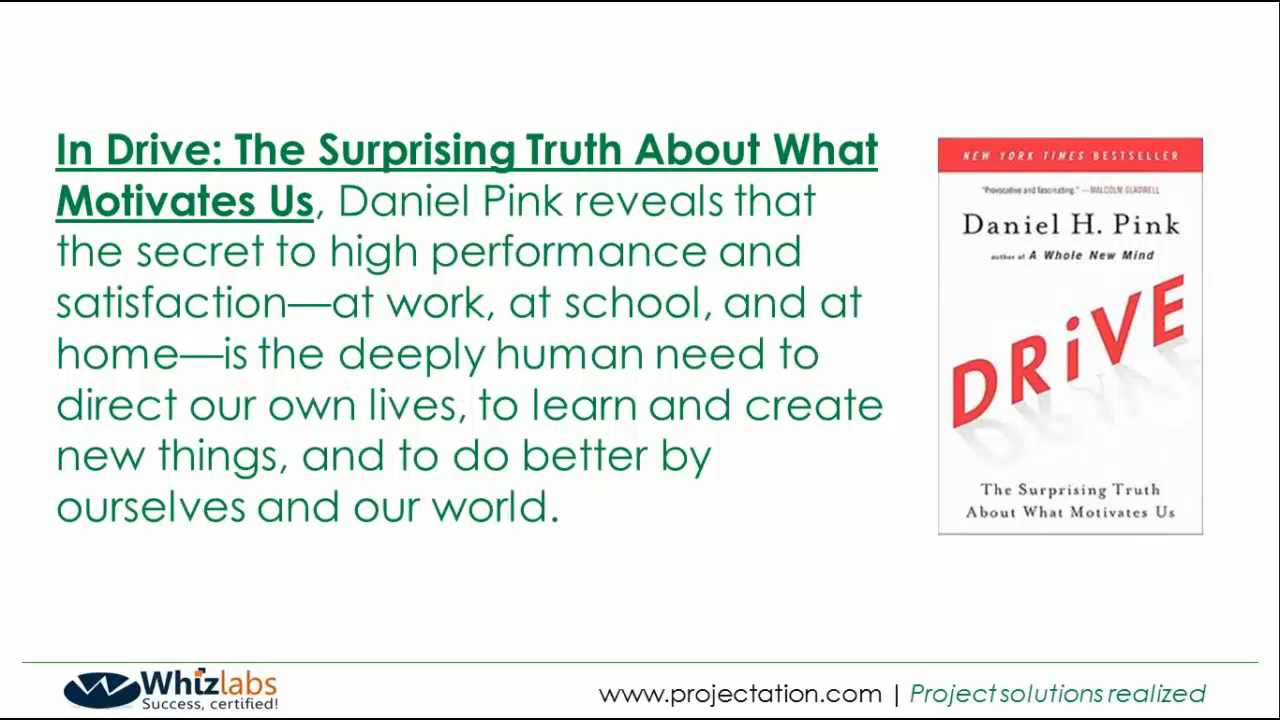 In Drive: The Surprising Truth About What
Motivates Us, Daniel Pink reveals that
the secret to high performance and
satisfaction—at work, at school, and at
home—is the deeply human need to
direct our own lives, to learn and create
new things, and to do better by
ourselves and our world.
NEW YORK TIMES BESTSELLER
"Provocative and fascinating." —MALCOLM GLADWELL
Daniel H. Pink
author of A Whole New Mind
DRiVE
The Surprising Truth
About What Motivates Us
Whizlabs
Success, certified!
www.projectation.com | Project solutions realized